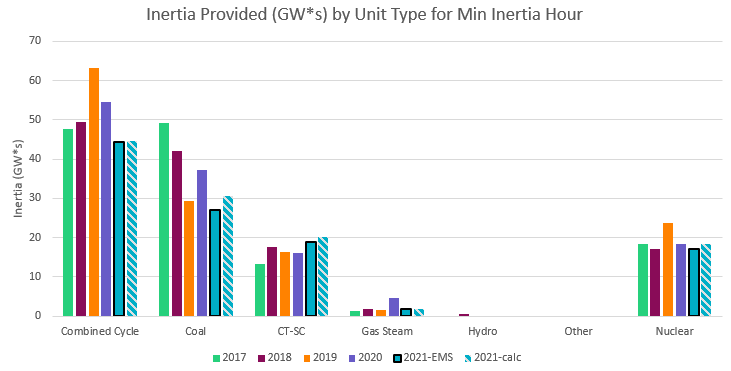 Inertia Provided (GW*s) by Unit Type for Min Inertia Hour
70
60
50
40
30
20
10
0
Inertia (GW*s)
Combined Cycle Coal CT-SC Gas Steam Hydro Other Nuclear
2017 2018 2019 2020 2021-EMS 2021-calc